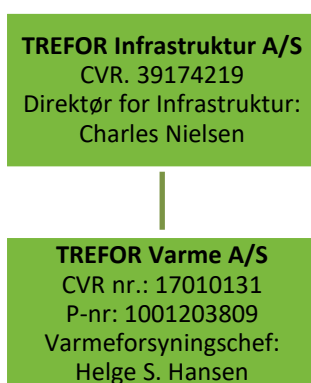 TREFOR Infrastruktur A/S
CVR. 39174219
Direktør for Infrastruktur:
Charles Nielsen
TREFOR Varme A/S
CVR nr.: 17010131
P-nr: 1001203809
Varmeforsyningschef:
Helge S. Hansen